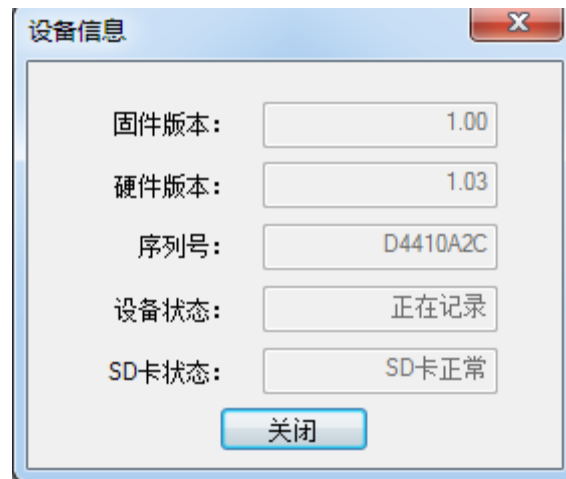 设备信息
固件版本： 1.00
硬件版本： 1.03
序列号： D4410A2C
设备状态： 正在记录
SD卡状态： SD卡正常
关闭